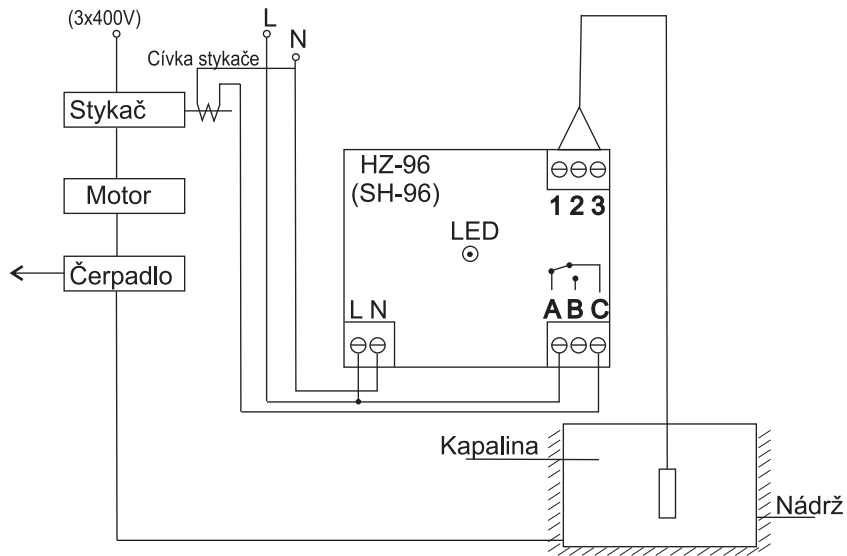 (3x400V)
L
N
Cívka stykače
Stykač
Motor
Čerpadlo
HZ-96
(SH-96)
1 2 3
LED
L N
A B C
Kapalina
Nádrž